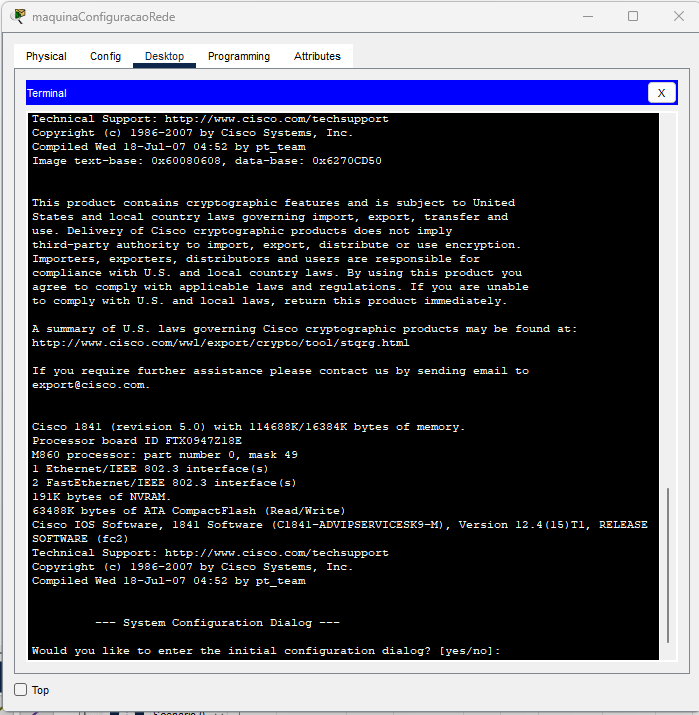 maquinaConfiguracaoRede
Physical Config Desktop Programming Attributes
Terminal
X
Technical Support: http://www.cisco.com/techsupport
Copyright (c) 1986-2007 by Cisco Systems, Inc.
Compiled Wed 18-Jul-07 04:52 by pt_team
Image text-base: 0x60080608, data-base: 0x6270CD50
This product contains cryptographic features and is subject to United
States and local country laws governing import, export, transfer and
use. Delivery of Cisco cryptographic products does not imply
third-party authority to import, export, distribute or use encryption.
Importers, exporters, distributors and users are responsible for
compliance with U.S. and local country laws. By using this product you
agree to comply with applicable laws and regulations. If you are unable
to comply with U.S. and local laws, return this product immediately.
A summary of U.S. laws governing Cisco cryptographic products may be found at:
http://www.cisco.com/wwl/export/crypto/tool/stqrg.html
If you require further assistance please contact us by sending email to
export@cisco.com.
Cisco 1841 (revision 5.0) with 114688K/16384K bytes of memory.
Processor board ID FTX0947Z18E
M860 processor: part number 0, mask 49
1 Ethernet/IEEE 802.3 interface(s)
2 FastEthernet/IEEE 802.3 interface(s)
191K bytes of NVRAM.
63488K bytes of ATA CompactFlash (Read/Write)
Cisco IOS Software, 1841 Software (C1841-ADVIPSERVICESK9-M), Version 12.4(15)T1, RELEASE
SOFTWARE (fc2)
Technical Support: http://www.cisco.com/techsupport
Copyright (c) 1986-2007 by Cisco Systems, Inc.
Compiled Wed 18-Jul-07 04:52 by pt_team
--- System Configuration Dialog ---
Would you like to enter the initial configuration dialog? [yes/no]:
Top